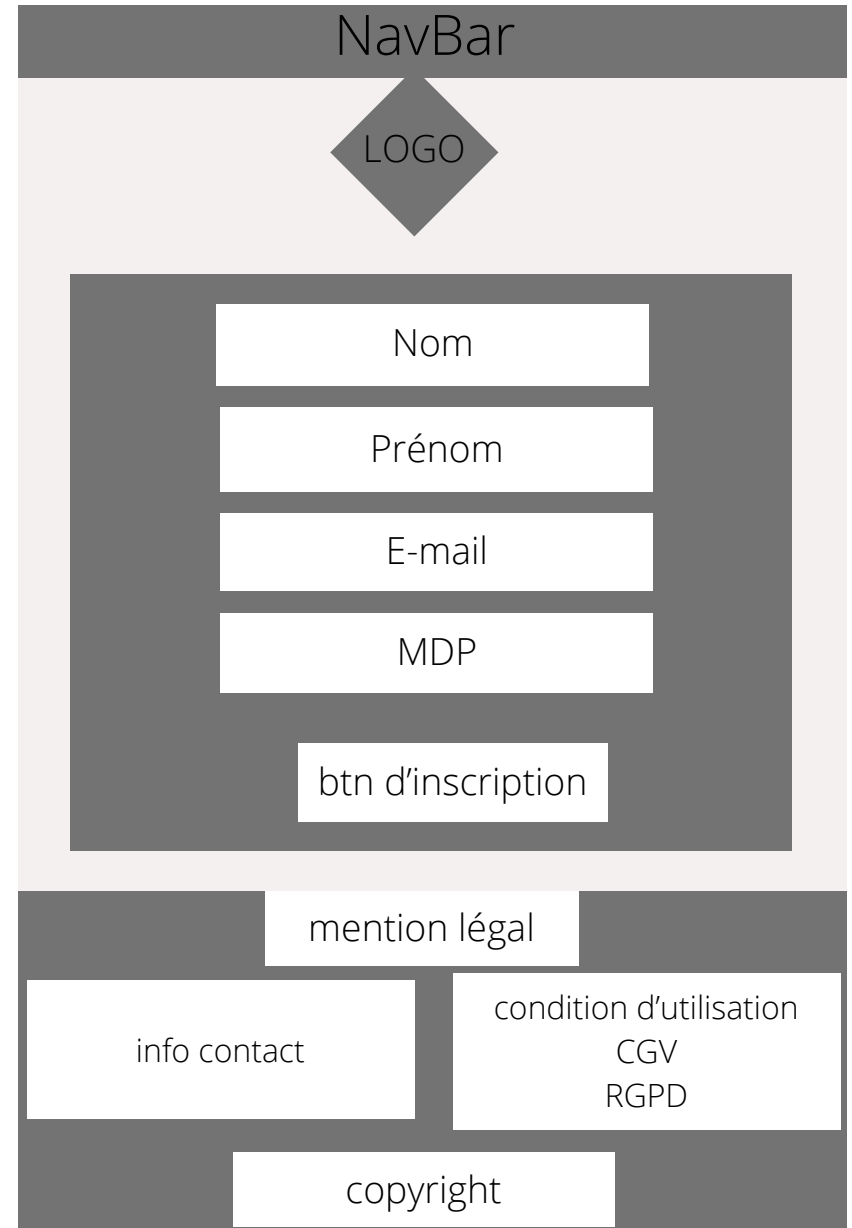 NavBar
LOGO
Nom
Prénom
E-mail
MDP
btn d’inscription
mention légal
info contact
condition d’utilisation
CGV
RGPD
copyright